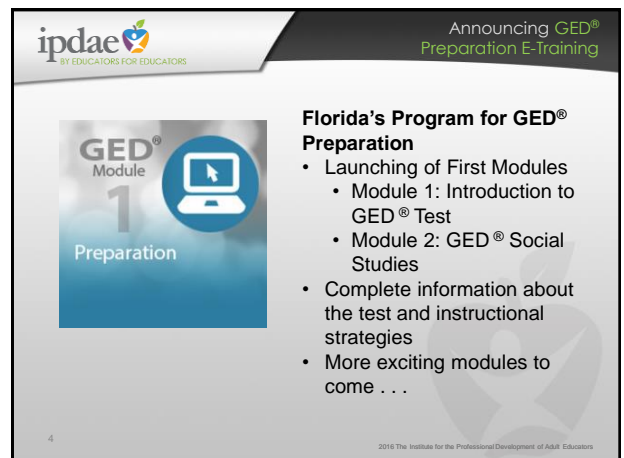 ipdae
BY EDUCATORS FOR EDUCATORS
Announcing GED®
Preparation E-Training
GED®
Module
1
Preparation
Florida's Program for GED®
Preparation
• Launching of First Modules
• Module 1: Introduction to
GED ® Test
• Module 2: GED ® Social
Studies
• Complete information about
the test and instructional
strategies
• More exciting modules to
come . . .
4
2016 The Institute for the Professional Development of Adult Educators